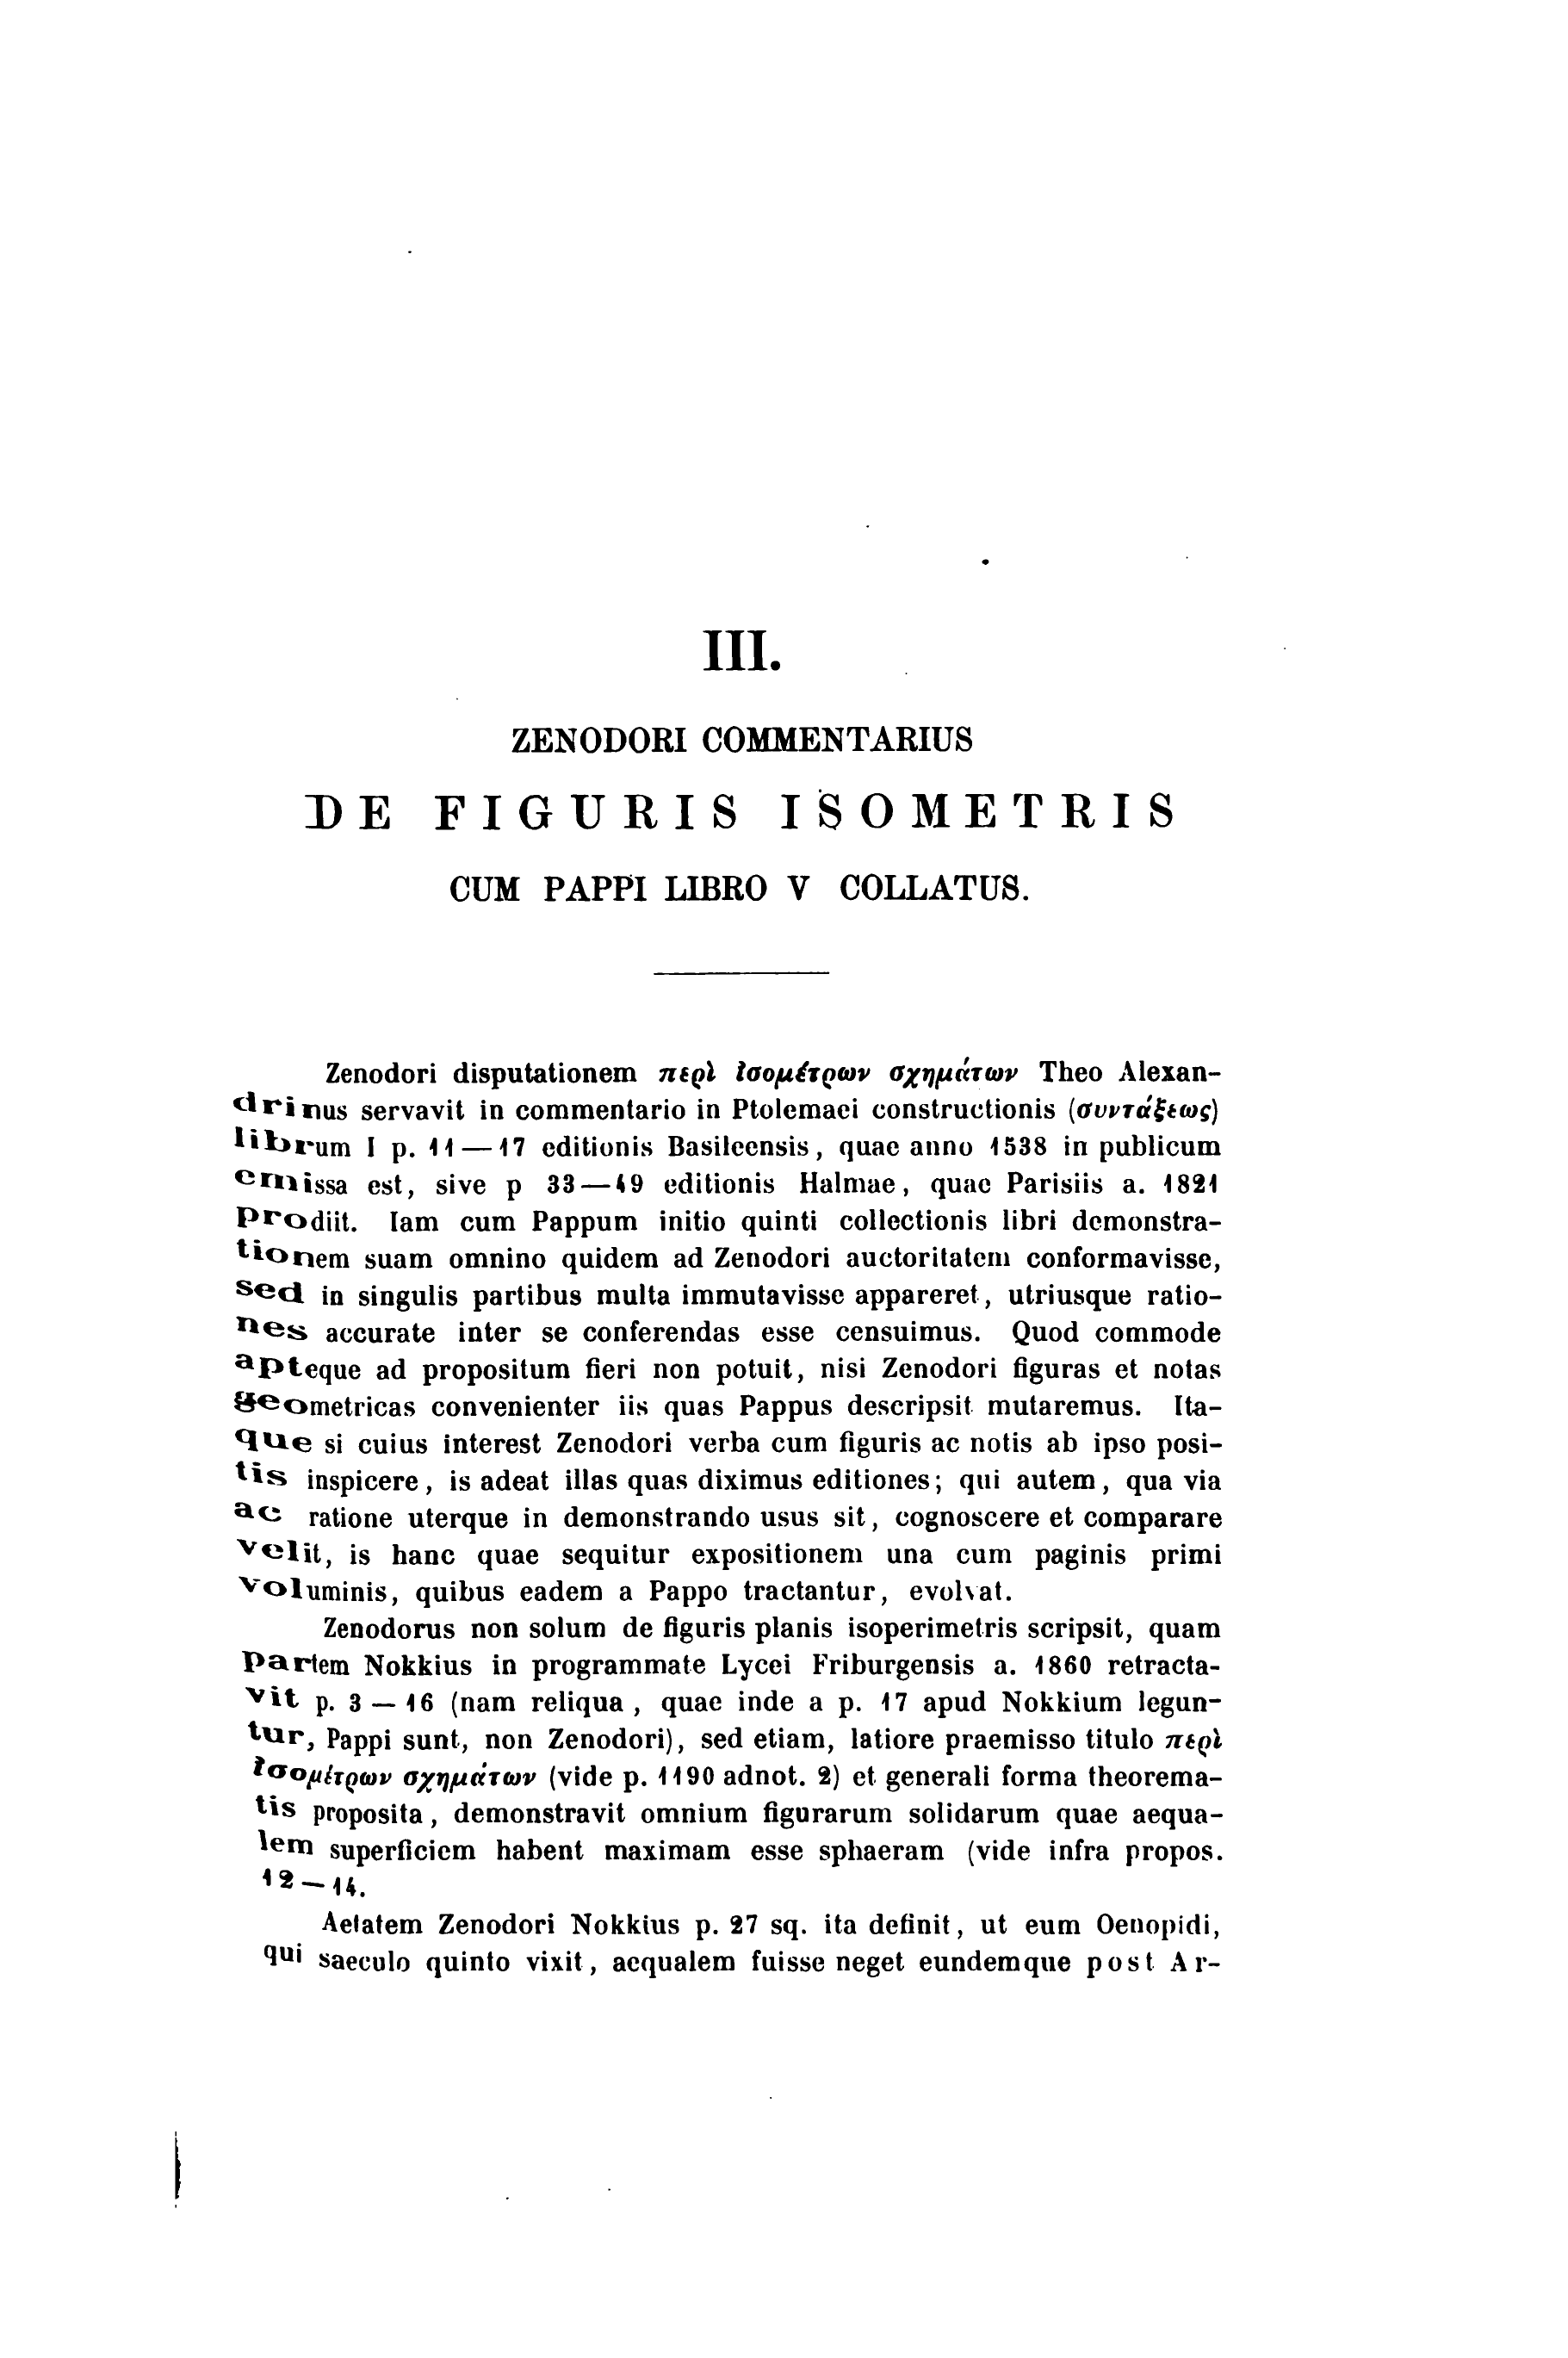 III.
ZENODORI COMMENTARIUS
DE FIGURIS ISOMETRIS
CUM PAPPI LIBRO V COLLATUS.
Zenodori disputationem περὶ ἰσομέτρων σχημάτων Theo Alexan-
drinus servavit in commentario in Ptolemaei constructionis (συντάξεως)
librum I p. 11—17 editionis Basileensis, quae anno 1538 in publicum
emissa est, sive p 33—49 editionis Halmae, quae Parisiis a. 1821
prodiit. Iam cum Pappum initio quinti collectionis libri demonstra-
tionem suam omnino quidem ad Zenodori auctoritatem conformavisse,
sed in singulis partibus multa immutavisse appareret, utriusque ratio-
nes accurate inter se conferendas esse censuimus. Quod commode
apteque ad propositum fieri non potuit, nisi Zenodori figuras et notas
geometricas convenienter iis quas Pappus descripsit mutaremus. Ita-
que si cuius interest Zenodori verba cum figuris ac notis ab ipso posi-
tis inspicere, is adeat illas quas diximus editiones; qui autem, qua via
ac ratione uterque in demonstrando usus sit, cognoscere et comparare
velit, is hanc quae sequitur expositionem una cum paginis primi
voluminis, quibus eadem a Pappo tractantur, evolvat.
Zenodorus non solum de figuris planis isoperimetris scripsit, quam
partem Nokkius in programmate Lycei Friburgensis a. 1860 retracta-
vit p. 3—16 (nam reliqua, quae inde a p. 17 apud Nokkium legun-
tur, Pappi sunt, non Zenodori), sed etiam, latiore praemisso titulo περὶ
ἰσομέτρων σχημάτων (vide p. 1190 adnot. 2) et generali forma theorema-
tis proposita, demonstravit omnium figurarum solidarum quae aequa-
lem superficiem habent maximam esse sphaeram (vide infra propos.
12—14.
Aetatem Zenodori Nokkius p. 27 sq. ita definit, ut eum Oenopidi,
qui saeculo quinto vixit, aequalem fuisse neget eundemque post Ar-